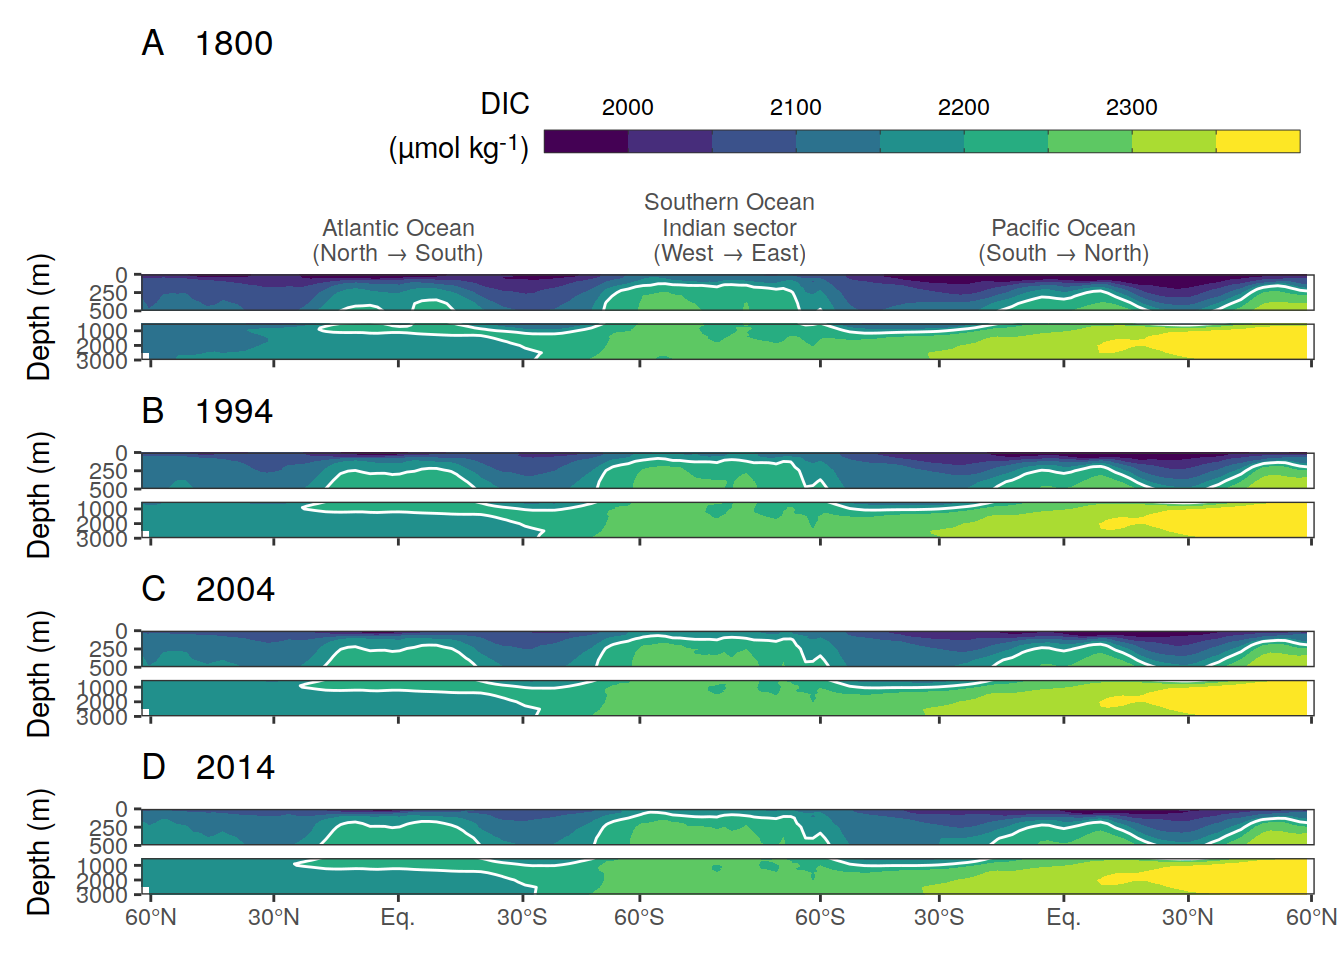 A 1800
DIC
(µmol kg-1)
2000 2100 2200 2300
Atlantic Ocean
(North → South)
Southern Ocean
Indian sector
(West → East)
Pacific Ocean
(South → North)
Depth (m)
0
250
500
1000
2000
3000
B 1994
Depth (m)
0
250
500
1000
2000
3000
C 2004
Depth (m)
0
250
500
1000
2000
3000
D 2014
Depth (m)
0
250
500
1000
2000
3000
60°N 30°N Eq. 30°S 60°S 60°S 30°S Eq. 30°N 60°N